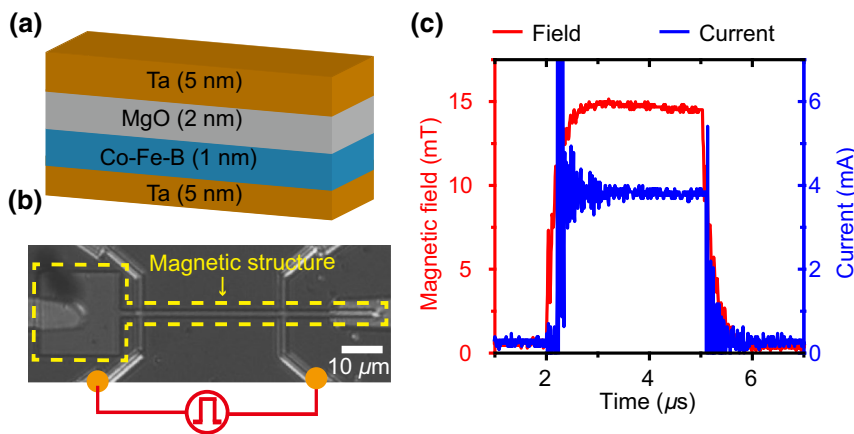 (a)
Ta (5 nm)
MgO (2 nm)
Co-Fe-B (1 nm)
Ta (5 nm)
(b)
Magnetic structure
↓
10 µm
(c)
Field
Current
15
10
5
0
Magnetic field (mT)
6
4
2
0
Current (mA)
2
4
6
Time (µs)